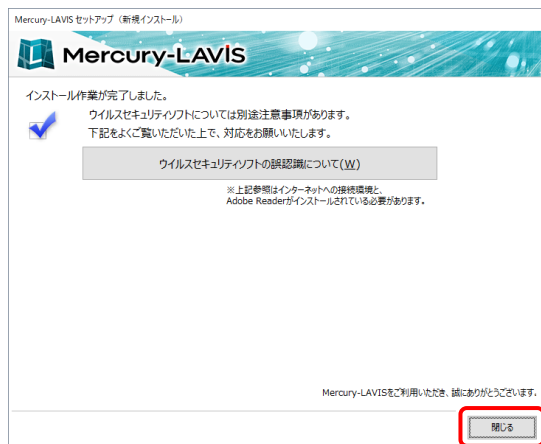 Mercury-LAVIS セットアップ（新規インストール）
Mercury-LAVIS
インストール作業が完了しました。
ウイルスセキュリティソフトについては別途注意事項があります。
下記をよくご覧いただいた上で、対応をお願いいたします。
ウイルスセキュリティソフトの誤認識について(W)
※上記参照はインターネットへの接続環境と、
Adobe Readerがインストールされている必要があります。
Mercury-LAVISをご利用いただき、誠にありがとうございます。
閉じる